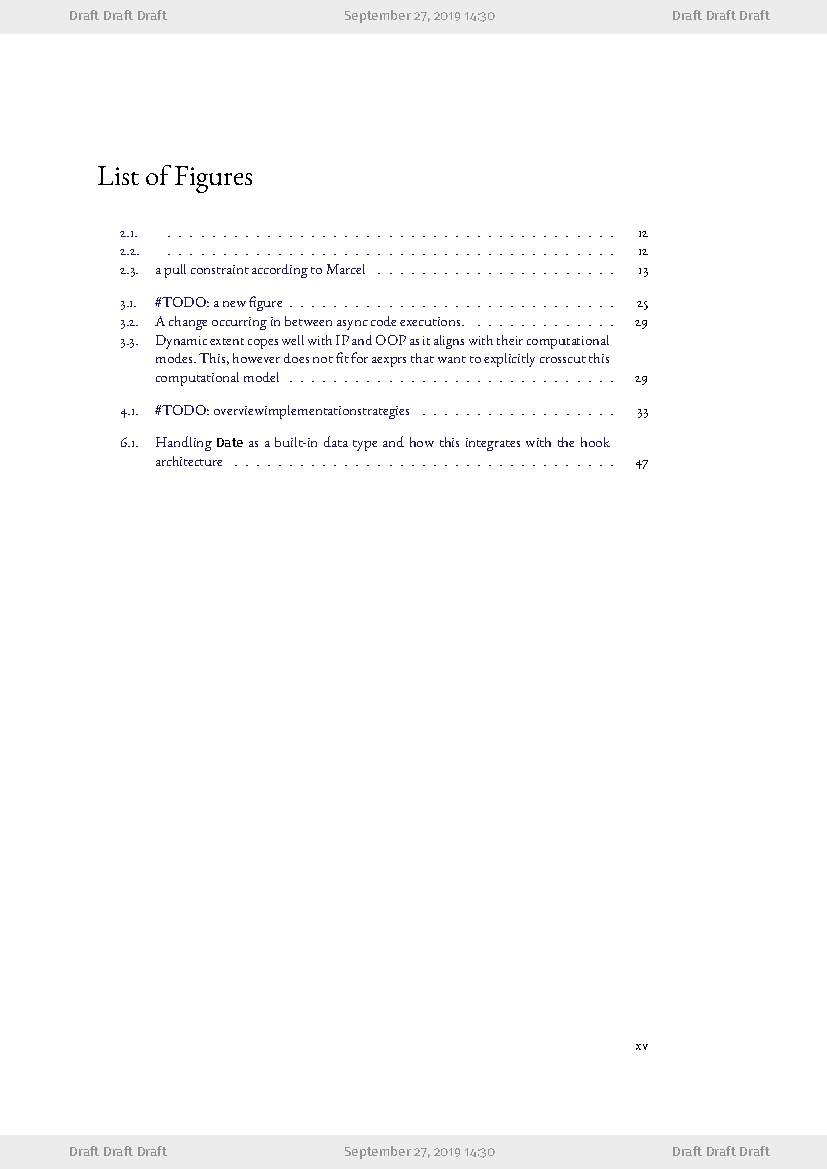 Draft Draft Draft September 27, 2019 14:30 Draft Draft Draft
List of Figures
2.1. . . . . . . . . . . . . . . . . . . . . . . . . . . . . . . . . . . . . . . . . . 12
2.2. . . . . . . . . . . . . . . . . . . . . . . . . . . . . . . . . . . . . . . . . . 12
2.3. a pull constraint according to Marcel . . . . . . . . . . . . . . . . . . . . . . 13
3.1. #TODO: a new figure . . . . . . . . . . . . . . . . . . . . . . . . . . . . . . 25
3.2. A change occurring in between async code executions. . . . . . . . . . . . . . 29
3.3. Dynamic extent copes well with IP and OOP as it aligns with their computational
modes. This, however does not fit for aexprs that want to explicitly crosscut this
computational model . . . . . . . . . . . . . . . . . . . . . . . . . . . . . . 29
4.1. #TODO: overviewimplementationstrategies . . . . . . . . . . . . . . . . . . 33
6.1. Handling Date as a built-in data type and how this integrates with the hook
architecture . . . . . . . . . . . . . . . . . . . . . . . . . . . . . . . . . . . 47
xv
Draft Draft Draft September 27, 2019 14:30 Draft Draft Draft